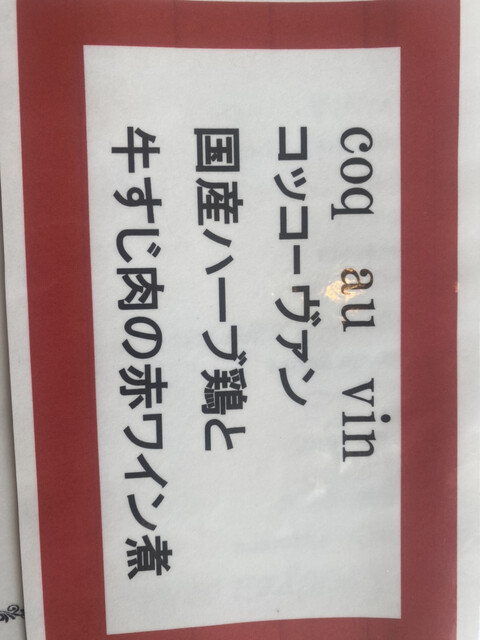 coq au vin
コッコーヴァン
国産ハーブ鶏と
牛すじ肉の赤ワイン煮